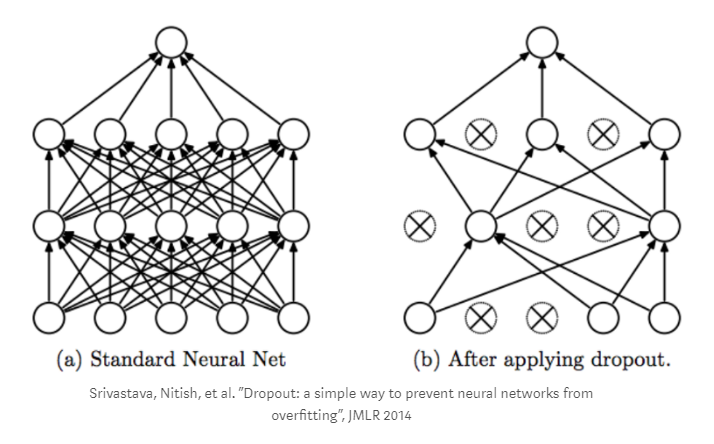 (a) Standard Neural Net
(b) After applying dropout.
Srivastava, Nitish, et al. "Dropout: a simple way to prevent neural networks from
overfitting", JMLR 2014